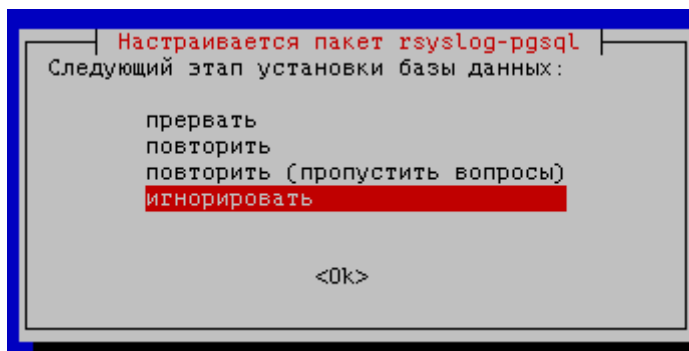 Настраивается пакет rsyslog-pgsql
Следующий этап установки базы данных:
прервать
повторить
повторить (пропустить вопросы)
игнорировать
<Ok>